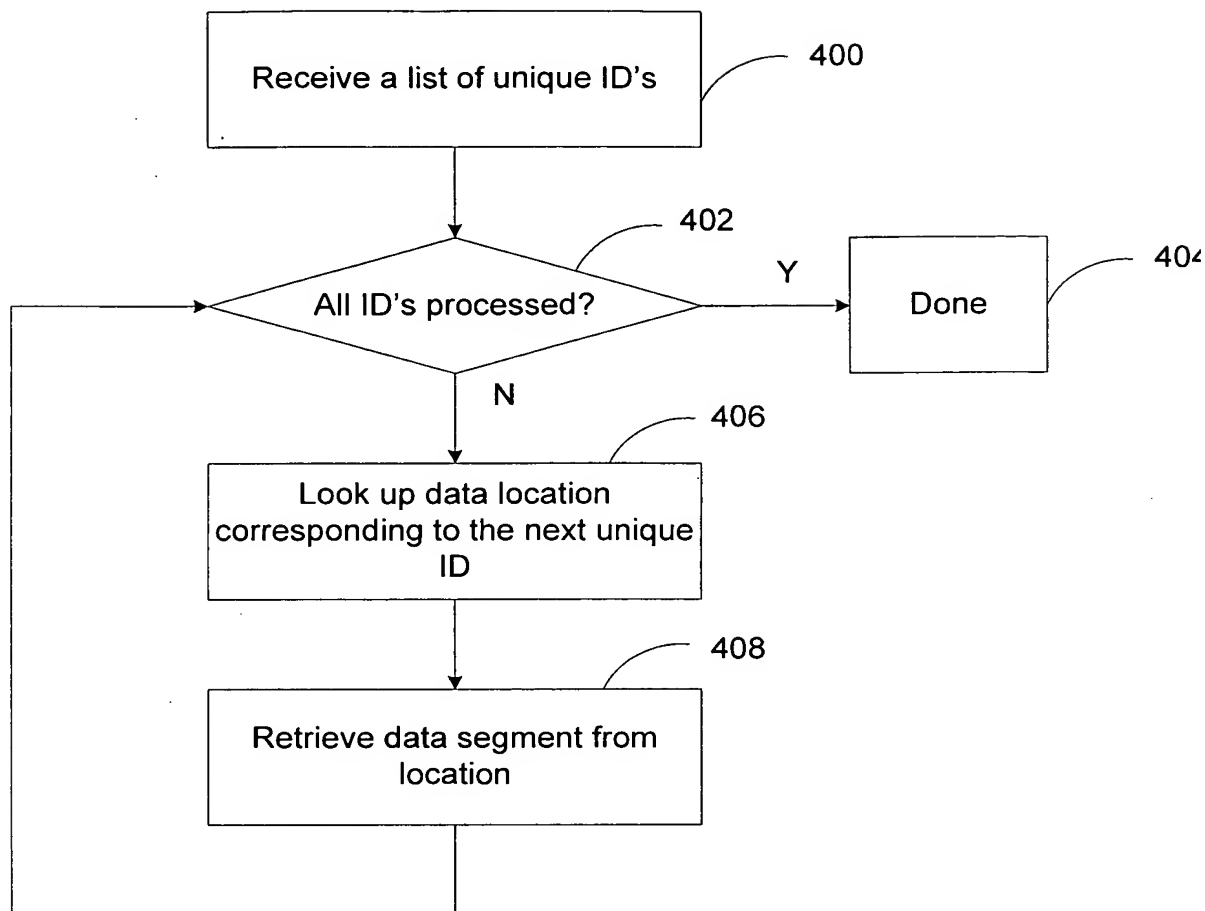 Receive a list of unique ID's
400
402
All ID's processed?
Y
Done
404
N
406
Look up data location
corresponding to the next unique
ID
408
Retrieve data segment from
location